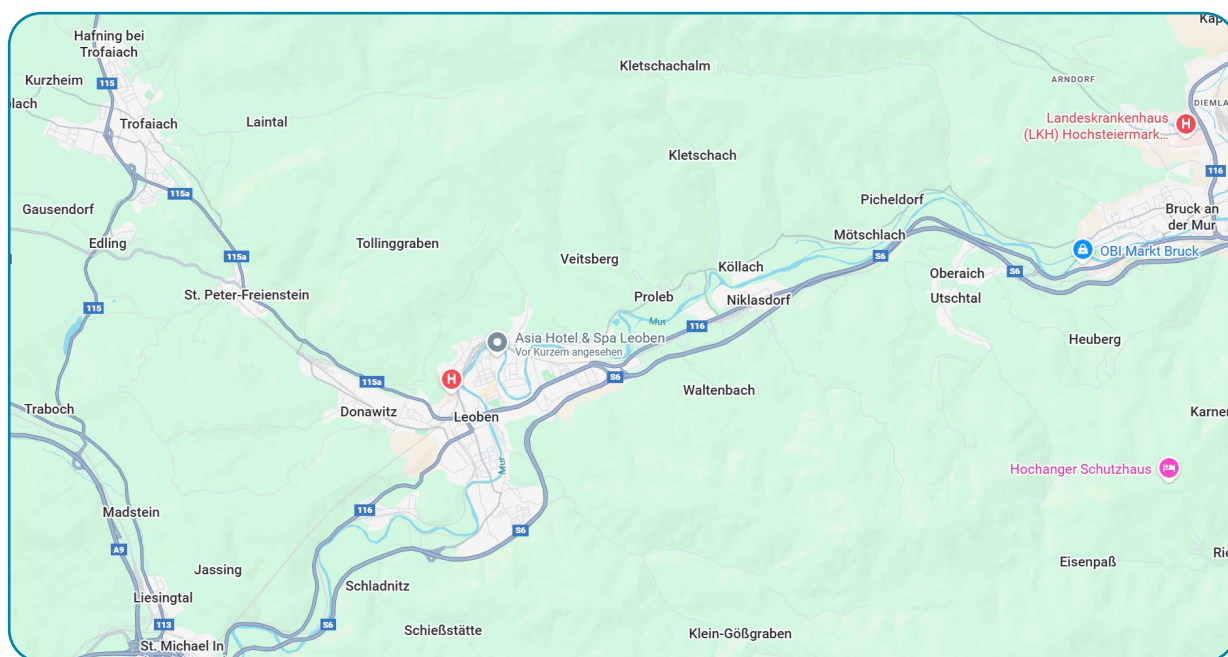 Hafning bei
Trofaiach
Kap
Kletschachalm
Kurzheim
115
ARNDORF
olach
DIEMLA
Trofaiach
Laintal
Landeskrankenhaus
(LKH) Hochsteiermark...
H
Kletschach
116
115a
Picheldorf
Gausendorf
Bruck an
der Mur
Mötschlach
Edling
Tollinggraben
OBI Markt Bruck
115a
Veitsberg
S6
Köllach
Oberaich
S6
St. Peter-Freienstein
Proleb
Niklasdorf
Utschtal
115
Mur
116
Asia Hotel & Spa Leoben
Vor Kurzem angesehen
Heuberg
H
115a
S6
Waltenbach
Traboch
Donawitz
Leoben
Karner
Mur
Hochanger Schutzhaus
Madstein
116
S6
A9
Eisenpaß
Rie
Jassing
Schladnitz
Liesingtal
113
S6
Schießstätte
Klein-Gößgraben
St. Michael In